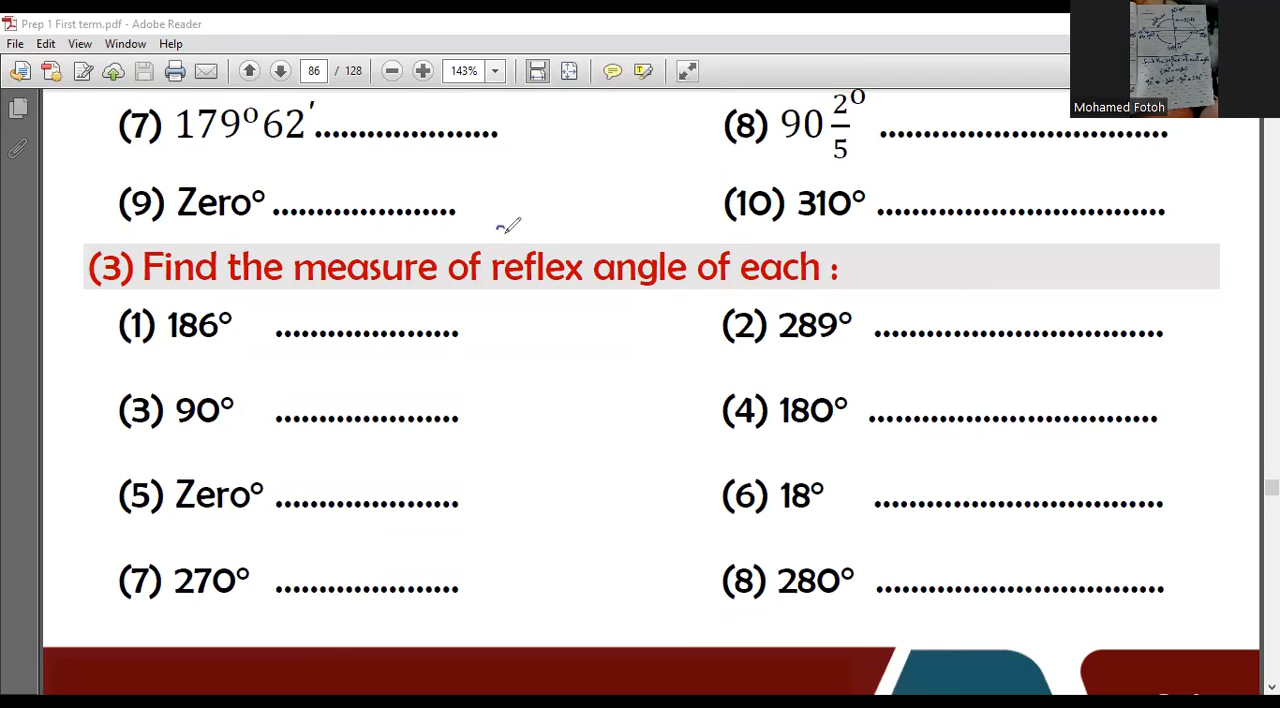 Prep 1 First term.pdf - Adobe Reader
File Edit View Window Help
86 / 128 143%
Mohamed Fotoh
(7) 179° 62′ ..................... (8) 90 2/5 ° ................................
(9) Zero° ..................... (10) 310° ................................
(3) Find the measure of reflex angle of each :
(1) 186° ..................... (2) 289° ................................
(3) 90° ..................... (4) 180° ................................
(5) Zero° ..................... (6) 18° ................................
(7) 270° ..................... (8) 280° ................................